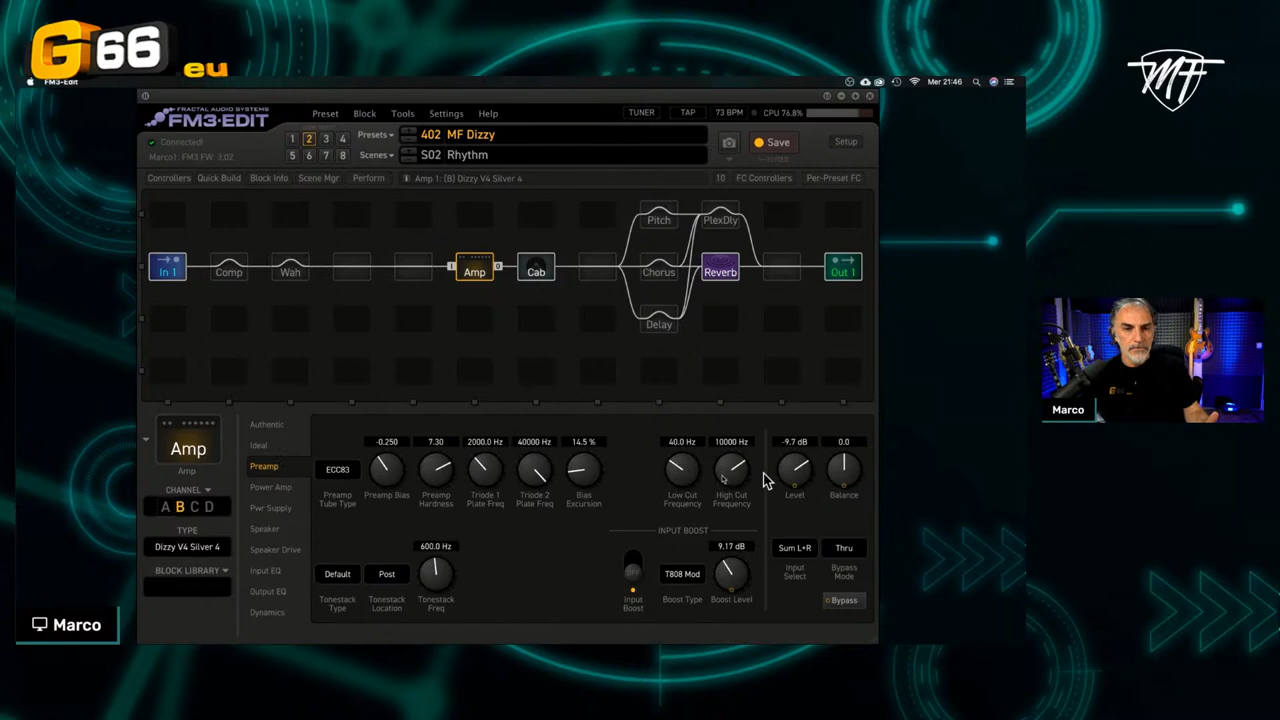 G 66
.eu
MF
FM3-Edit
Mer 21:46
FRACTAL AUDIO SYSTEMS
FM3-EDIT
Preset Block Tools Settings Help
TUNER TAP 73 BPM CPU 76.8%
Connected!
Marco1: FM3 FW: 3.02
1 2 3 4
5 6 7 8
Presets 402 MF Dizzy
Scenes S02 Rhythm
Save
Setup
Controllers Quick Build Block Info Scene Mgr Perform
Amp 1: [B] Dizzy V4 Silver 4
10 FC Controllers Per-Preset FC
Pitch PlexDly
In 1 Comp Wah Amp Cab Chorus Reverb Out 1
Delay
Amp
Amp
CHANNEL
A B C D
TYPE
Dizzy V4 Silver 4
BLOCK LIBRARY
Authentic
Ideal
Preamp
Power Amp
Pwr Supply
Speaker
Speaker Drive
Input EQ
Output EQ
Dynamics
-0.250 7.30 2000.0 Hz 40000 Hz 14.5 % 40.0 Hz 10000 Hz -9.7 dB 0.0
ECC83
Preamp Tube Type
Preamp Bias
Preamp Hardness
Triode 1 Plate Freq
Triode 2 Plate Freq
Bias Excursion
Low Cut Frequency
High Cut Frequency
Level
Balance
INPUT BOOST
600.0 Hz
9.17 dB
Default Post
OFF
T808 Mod
Sum L+R Thru
Tonestack Type
Tonestack Location
Tonestack Freq
Input Boost
Boost Type
Boost Level
Input Select
Bypass Mode
Bypass
Marco
Marco